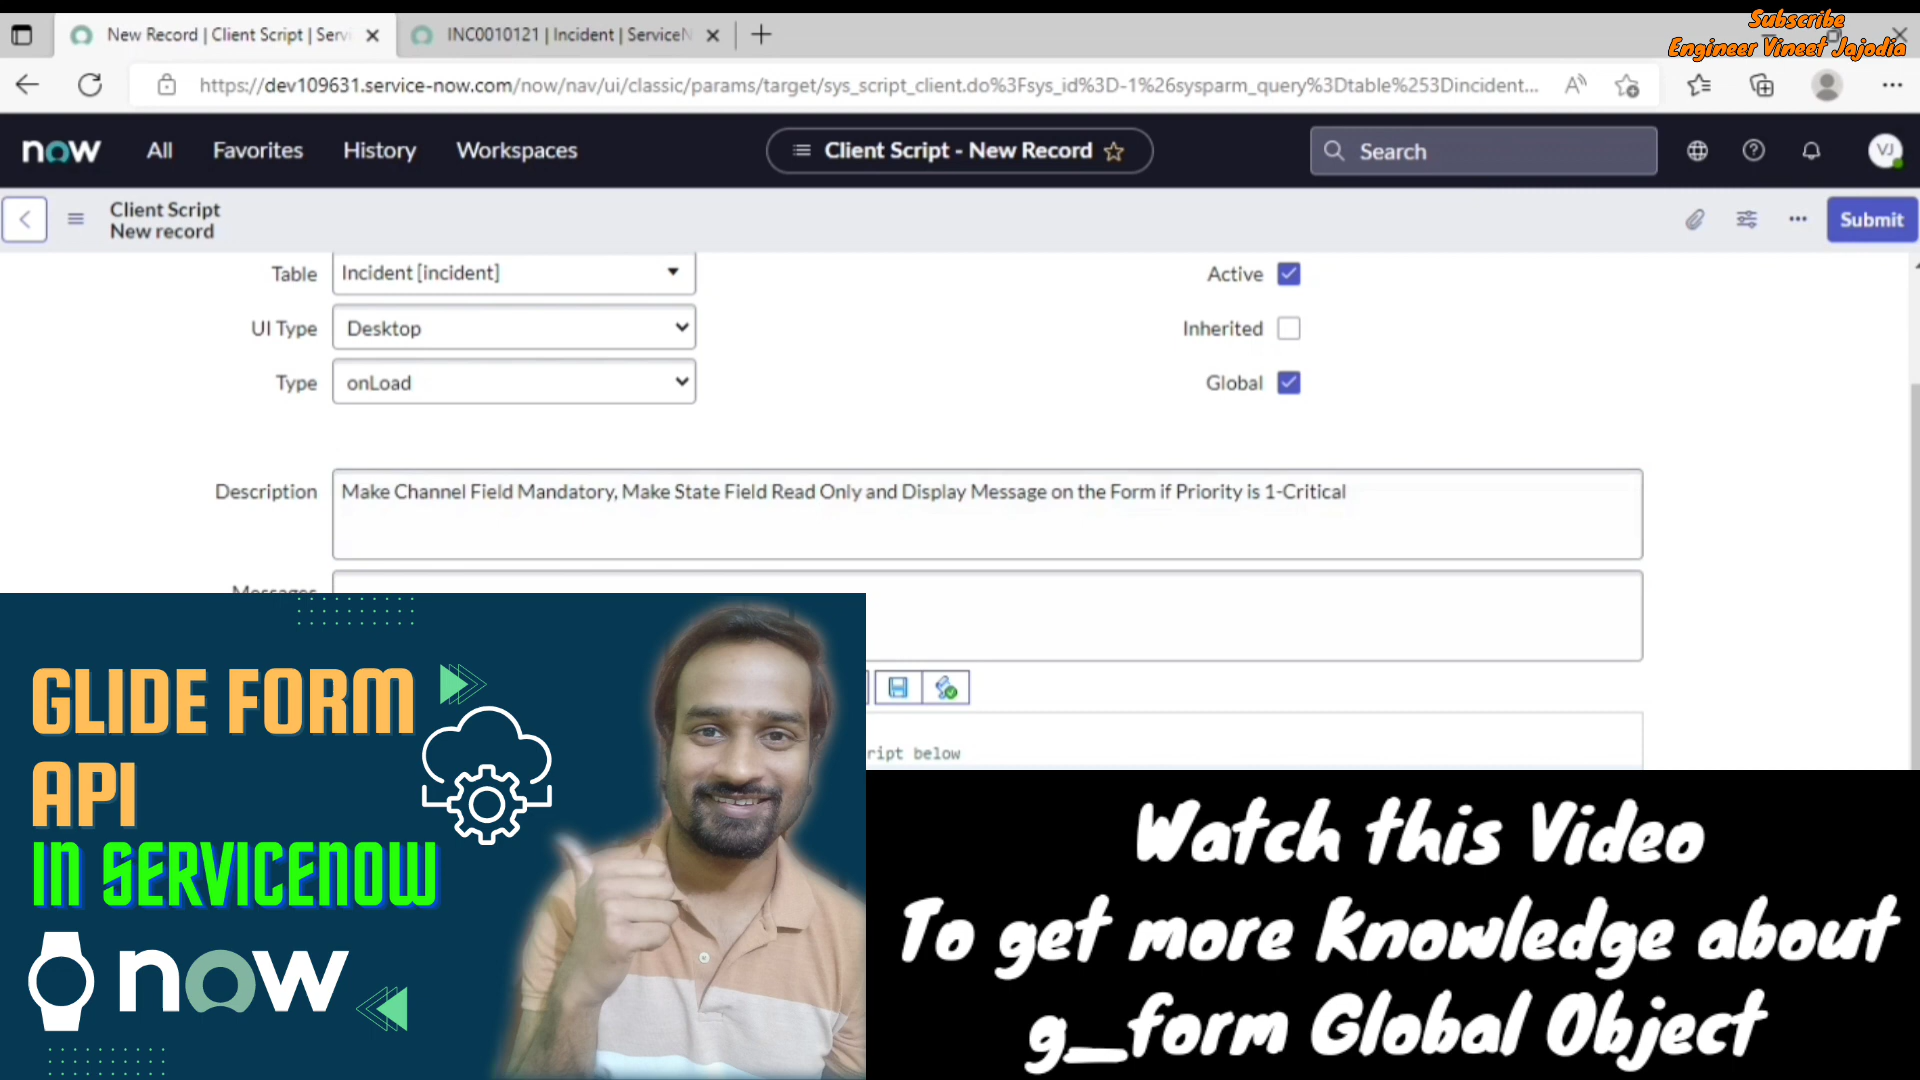 Subscribe
Engineer Vineet Jajodia
New Record | Client Script | Servi
INC0010121 | Incident | ServiceN
https://dev109631.service-now.com/now/nav/ui/classic/params/target/sys_script_client.do%3Fsys_id%3D-1%26sysparm_query%3Dtable%253Dincident...
now All Favorites History Workspaces Client Script - New Record Search VJ
Client Script
New record
Submit
Table Incident [incident] Active
UI Type Desktop Inherited
Type onLoad Global
Description Make Channel Field Mandatory, Make State Field Read Only and Display Message on the Form if Priority is 1-Critical
Messages
ript below
GLIDE FORM
API
IN SERVICENOW
now
Watch this Video
To get more Knowledge about
g_form Global Object